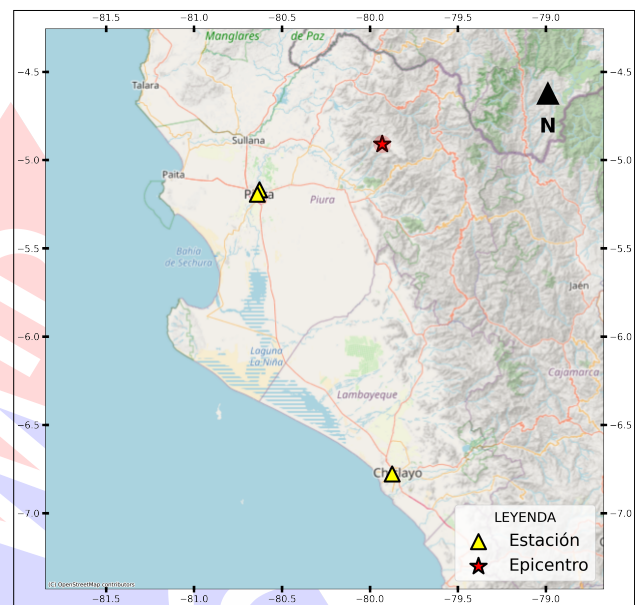 −81.5 −81.0 −80.5 −80.0 −79.5 −79.0
Manglares de Paz
−4.5 −4.5
Talara
N
Sullana
−5.0 −5.0
Paita
Piura
−5.5 −5.5
Bahía
de Sechura
Jaén
−6.0 −6.0
Laguna
La Niña
Cajamarca
Lambayeque
−6.5 −6.5
−7.0 −7.0
LEYENDA
Estación
Epicentro
(C) OpenStreetMap contributors
−81.5 −81.0 −80.5 −80.0 −79.5 −79.0